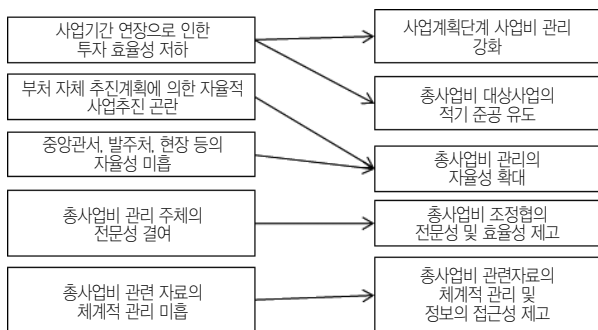 사업기간 연장으로 인한
투자 효율성 저하
부처 자체 추진계획에 의한 자율적
사업추진 곤란
중앙관서, 발주처, 현장 등의
자율성 미흡
총사업비 관리 주체의
전문성 결여
총사업비 관련 자료의
체계적 관리 미흡
사업계획단계 사업비 관리
강화
총사업비 대상사업의
적기 준공 유도
총사업비 관리의
자율성 확대
총사업비 조정협의
전문성 및 효율성 제고
총사업비 관련자료의
체계적 관리 및
정보의 접근성 제고